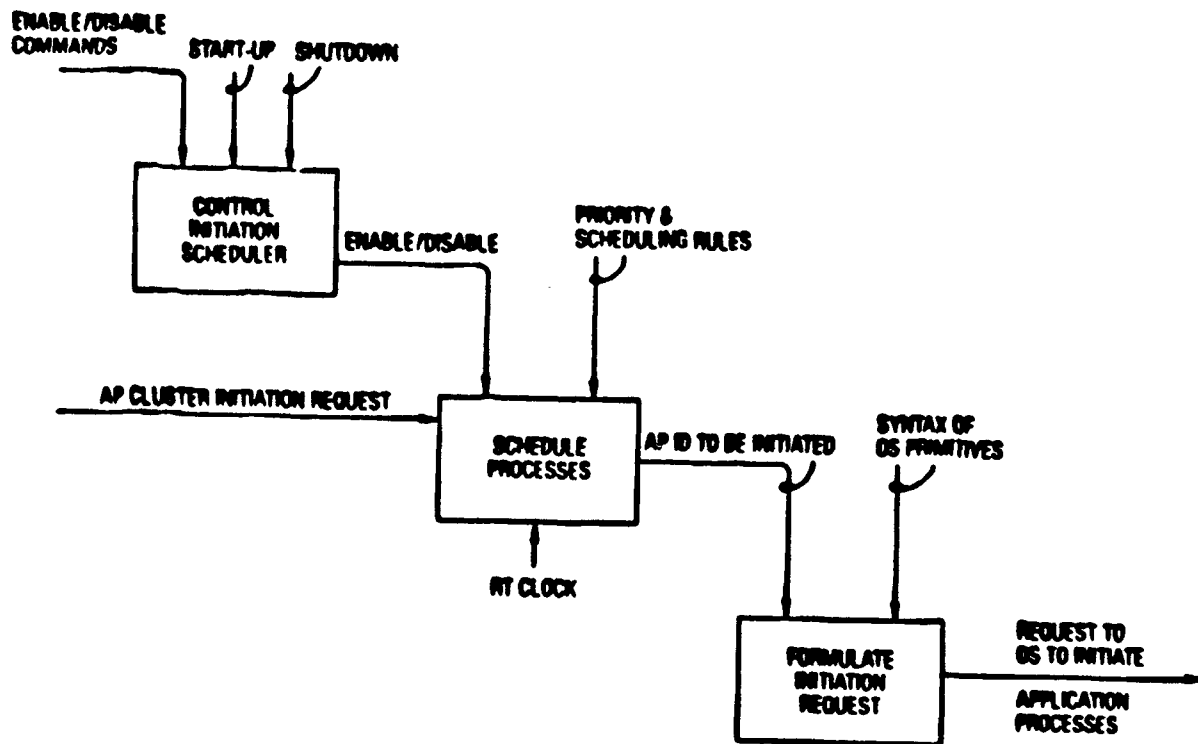 ENABLE/DISABLE
COMMANDS
START-UP
SHUTDOWN
CONTROL
INITIATION
SCHEDULER
ENABLE/DISABLE
PRIORITY &
SCHEDULING RULES
AP CLUSTER INITIATION REQUEST
SCHEDULE
PROCESSES
AP ID TO BE INITIATED
SYNTAX OF
OS PRIMITIVES
RT CLOCK
FORMULATE
INITIATION
REQUEST
REQUEST TO
OS TO INITIATE
APPLICATION
PROCESSES